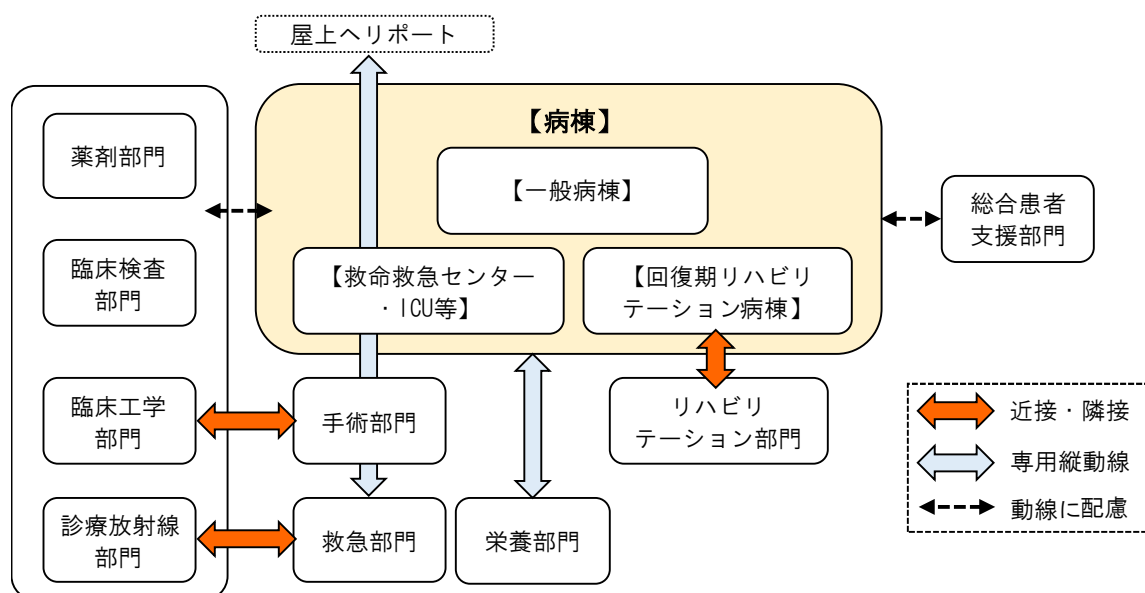 屋上ヘリポート
【病棟】
薬剤部門
【一般病棟】
総合患者
支援部門
臨床検査
部門
【救命救急センター
・ICU等】
【回復期リハビリ
テーション病棟】
臨床工学
部門
手術部門
リハビリ
テーション部門
診療放射線
部門
救急部門
栄養部門
近接・隣接
専用縦動線
動線に配慮